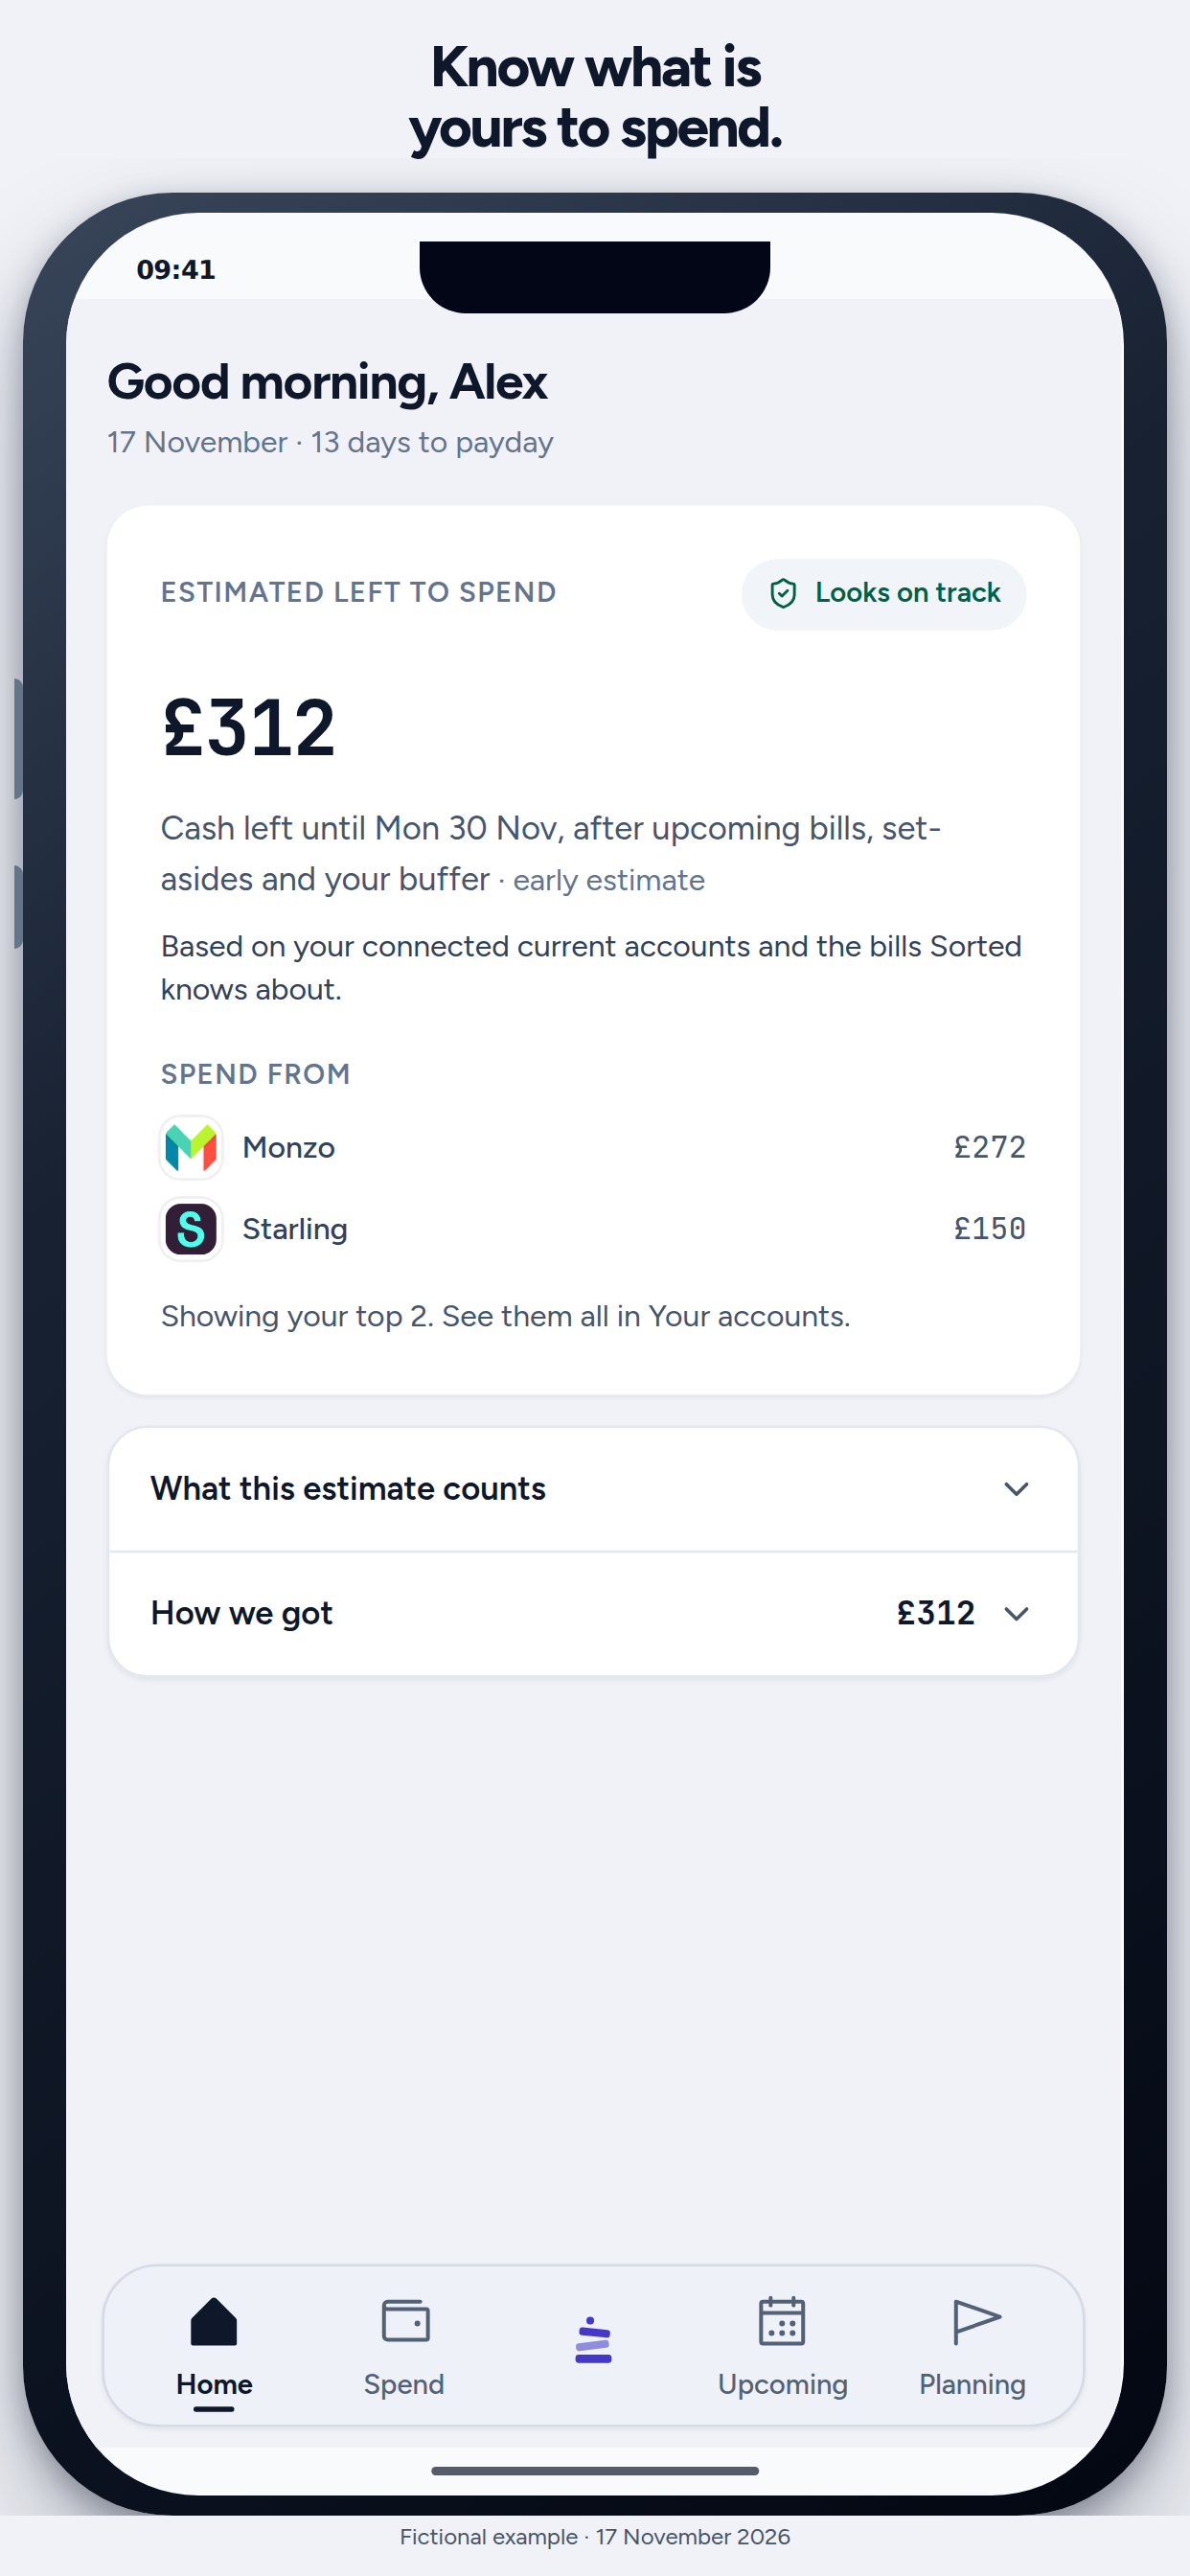 Know what is
yours to spend.
09:41
Good morning, Alex
17 November · 13 days to payday
ESTIMATED LEFT TO SPEND
Looks on track
£312
Cash left until Mon 30 Nov, after upcoming bills, set-
asides and your buffer · early estimate
Based on your connected current accounts and the bills Sorted
knows about.
SPEND FROM
Monzo £272
S Starling £150
Showing your top 2. See them all in Your accounts.
What this estimate counts
How we got £312
Home Spend Upcoming Planning
Fictional example · 17 November 2026